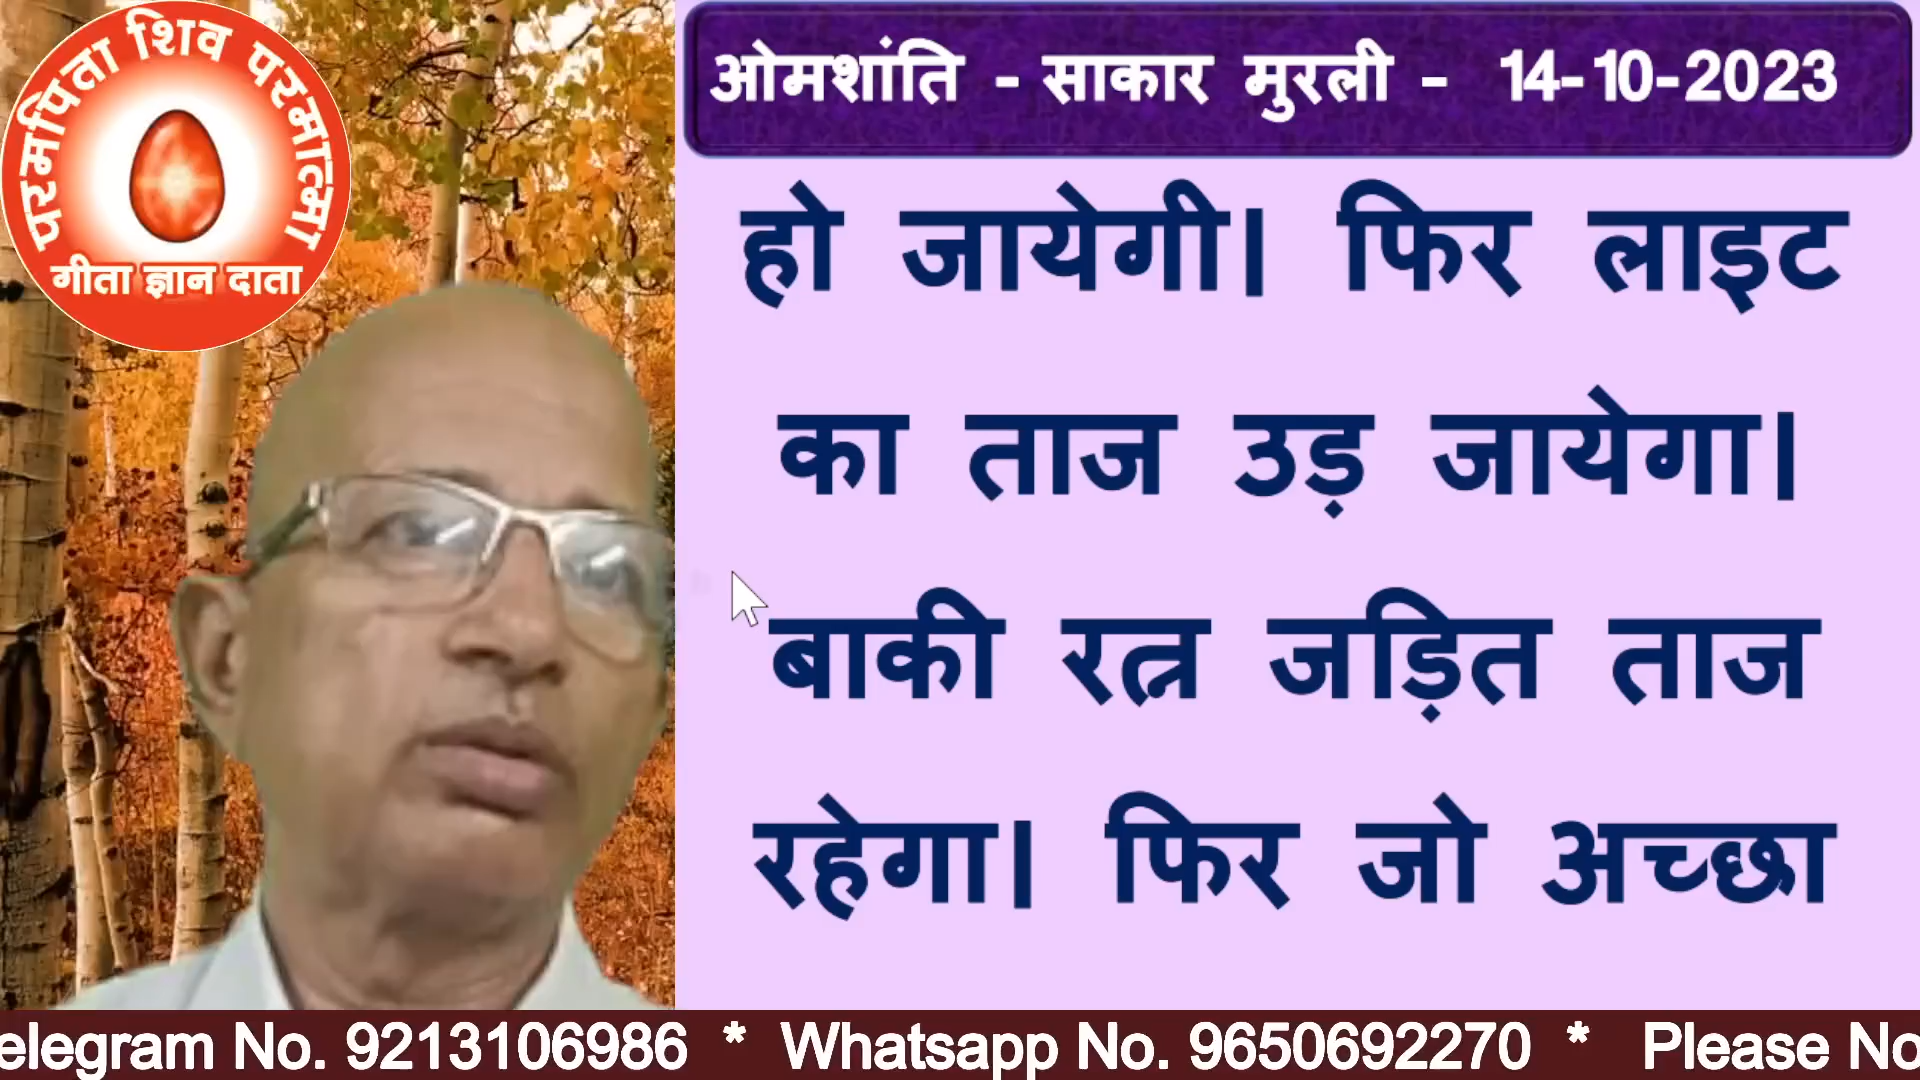 परमपिता शिव परमात्मा
गीता ज्ञान दाता
ओमशांति - साकार मुरली - 14-10-2023
हो जायेगी। फिर लाइट
का ताज उड़ जायेगा।
बाकी रत्न जड़ित ताज
रहेगा। फिर जो अच्छा
elegram No. 9213106986 * Whatsapp No. 9650692270 * Please No